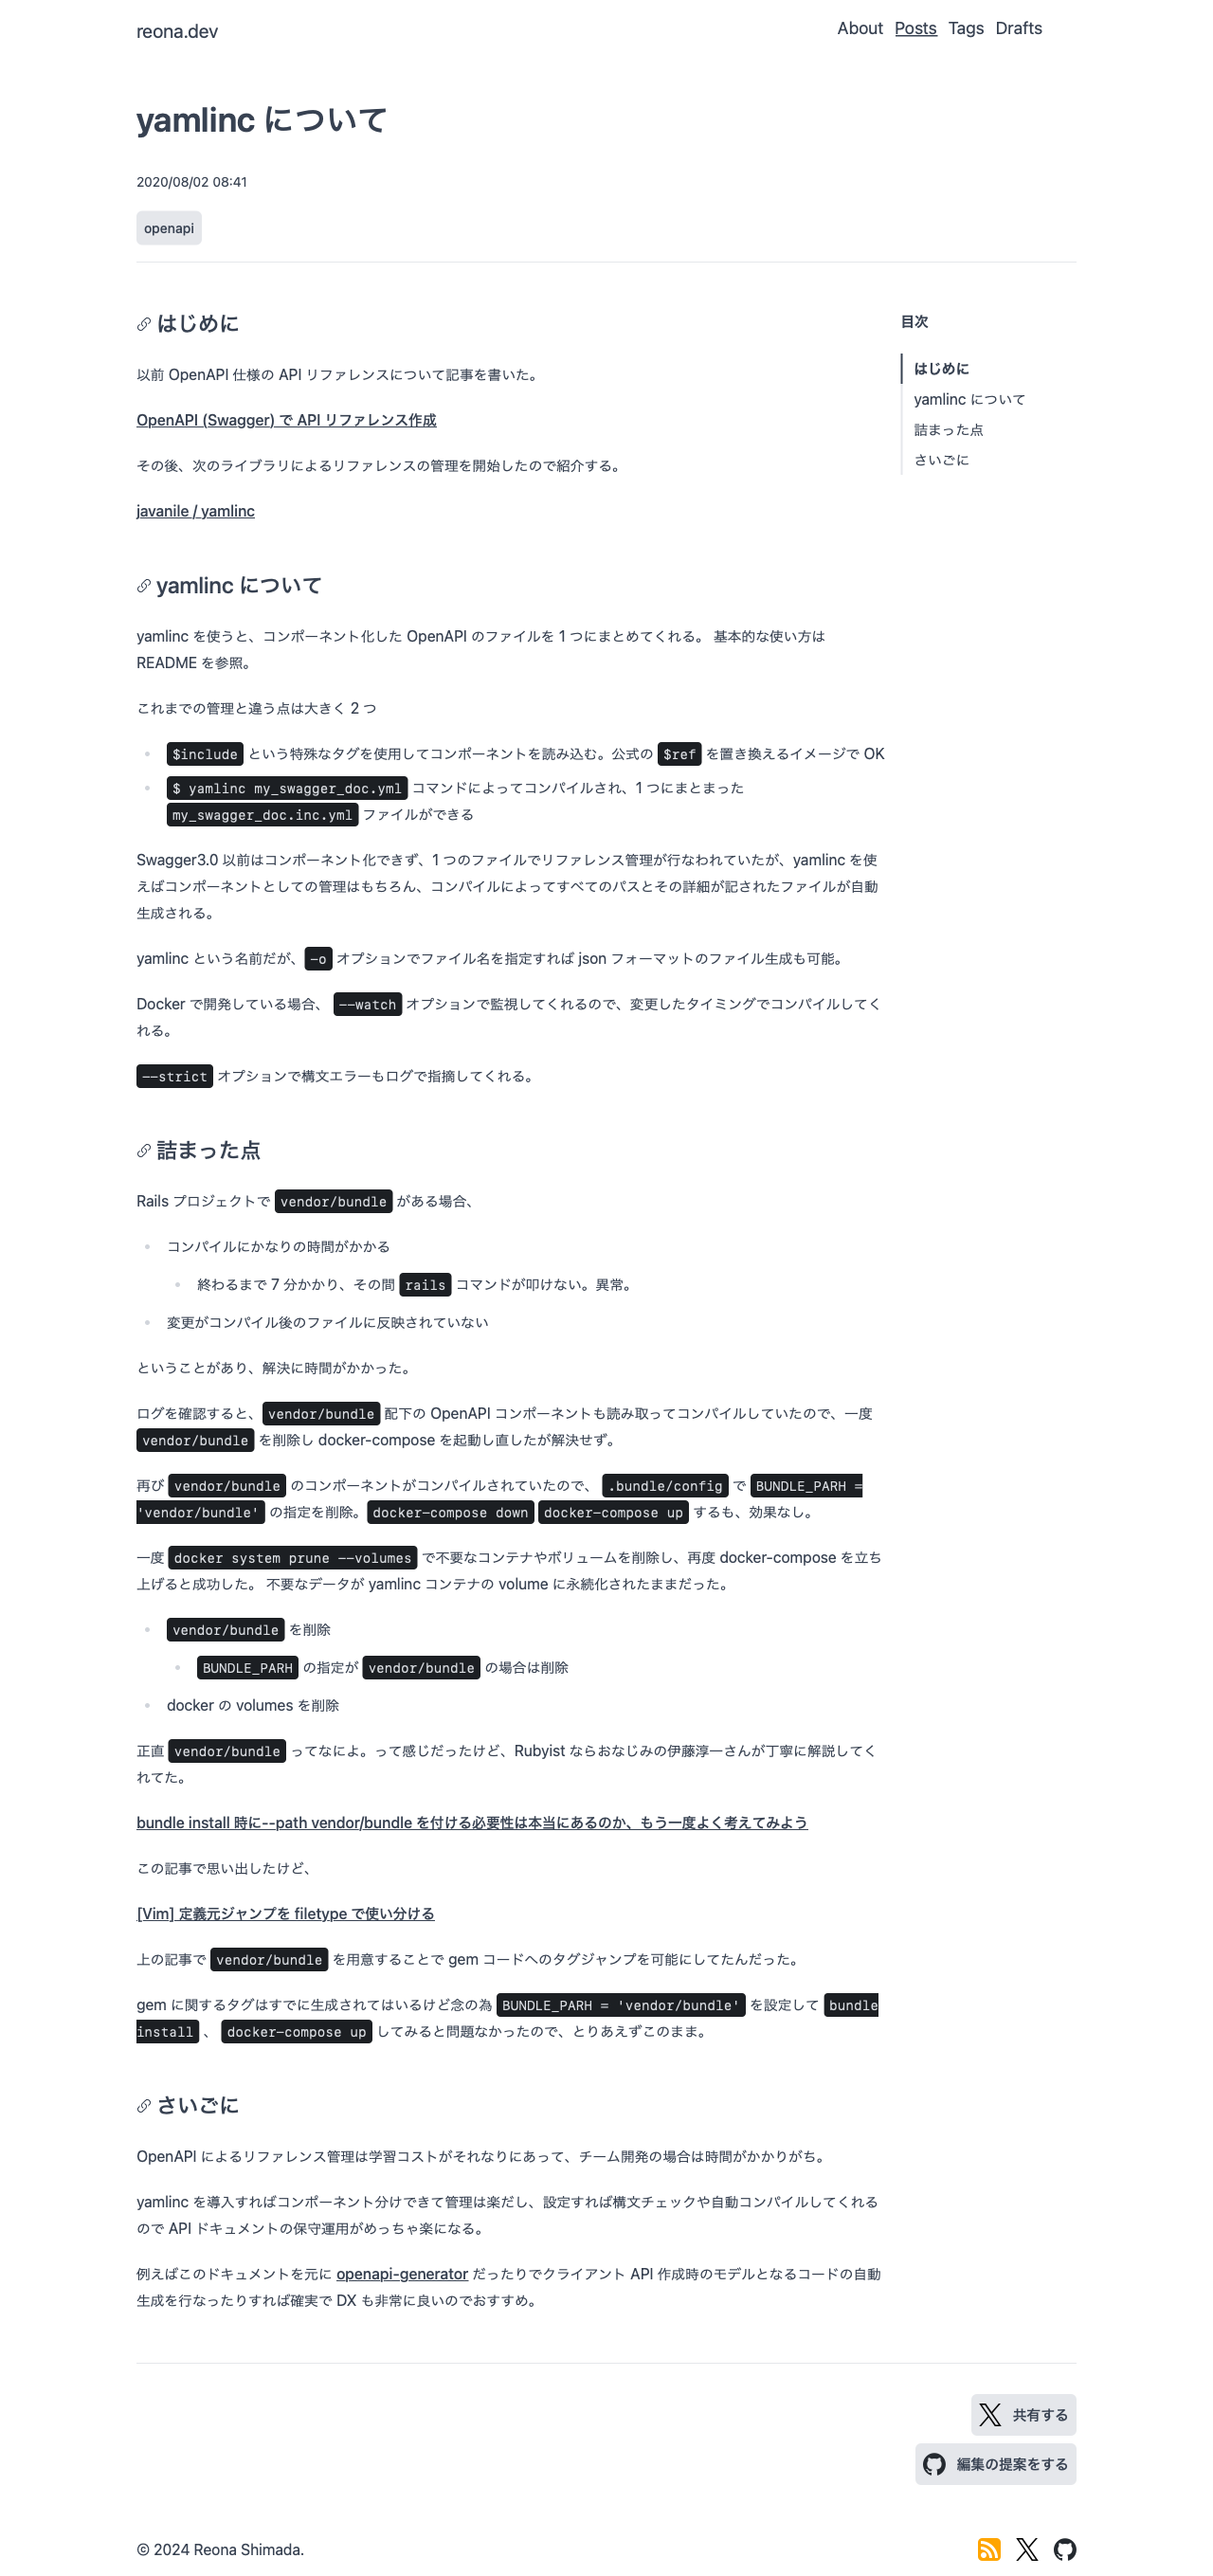 reona.dev
About Posts Tags Drafts
yamlinc について
2020/08/02 08:41
openapi
はじめに
以前 OpenAPI 仕様の API リファレンスについて記事を書いた。
OpenAPI (Swagger) で API リファレンス作成
その後、次のライブラリによるリファレンスの管理を開始したので紹介する。
javanile / yamlinc
目次
はじめに
yamlinc について
詰まった点
さいごに
yamlinc について
yamlinc を使うと、コンポーネント化した OpenAPI のファイルを 1 つにまとめてくれる。 基本的な使い方は
README を参照。
これまでの管理と違う点は大きく 2 つ
$include という特殊なタグを使用してコンポーネントを読み込む。公式の $ref を置き換えるイメージで OK
$ yamlinc my_swagger_doc.yml コマンドによってコンパイルされ、1 つにまとまった
my_swagger_doc.inc.yml ファイルができる
Swagger3.0 以前はコンポーネント化できず、1 つのファイルでリファレンス管理が行なわれていたが、yamlinc を使
えばコンポーネントとしての管理はもちろん、コンパイルによってすべてのパスとその詳細が記されたファイルが自動
生成される。
yamlinc という名前だが、-o オプションでファイル名を指定すれば json フォーマットのファイル生成も可能。
Docker で開発している場合、 --watch オプションで監視してくれるので、変更したタイミングでコンパイルしてく
れる。
--strict オプションで構文エラーもログで指摘してくれる。
詰まった点
Rails プロジェクトで vendor/bundle がある場合、
コンパイルにかなりの時間がかかる
終わるまで 7 分かかり、その間 rails コマンドが叩けない。異常。
変更がコンパイル後のファイルに反映されていない
ということがあり、解決に時間がかかった。
ログを確認すると、vendor/bundle 配下の OpenAPI コンポーネントも読み取ってコンパイルしていたので、一度
vendor/bundle を削除し docker-compose を起動し直したが解決せず。
再び vendor/bundle のコンポーネントがコンパイルされていたので、 .bundle/config で BUNDLE_PARH =
'vendor/bundle' の指定を削除。docker-compose down docker-compose up するも、効果なし。
一度 docker system prune --volumes で不要なコンテナやボリュームを削除し、再度 docker-compose を立ち
上げると成功した。 不要なデータが yamlinc コンテナの volume に永続化されたままだった。
vendor/bundle を削除
BUNDLE_PARH の指定が vendor/bundle の場合は削除
docker の volumes を削除
正直 vendor/bundle ってなによ。って感じだったけど、Rubyist ならおなじみの伊藤淳一さんが丁寧に解説してく
れてた。
bundle install 時に--path vendor/bundle を付ける必要性は本当にあるのか、もう一度よく考えてみよう
この記事で思い出したけど、
[Vim] 定義元ジャンプを filetype で使い分ける
上の記事で vendor/bundle を用意することで gem コードへのタグジャンプを可能にしてたんだった。
gem に関するタグはすでに生成されてはいるけど念の為 BUNDLE_PARH = 'vendor/bundle' を設定して bundle
install 、 docker-compose up してみると問題なかったので、とりあえずこのまま。
さいごに
OpenAPI によるリファレンス管理は学習コストがそれなりにあって、チーム開発の場合は時間がかかりがち。
yamlinc を導入すればコンポーネント分けできて管理は楽だし、設定すれば構文チェックや自動コンパイルしてくれる
ので API ドキュメントの保守運用がめっちゃ楽になる。
例えばこのドキュメントを元に openapi-generator だったりでクライアント API 作成時のモデルとなるコードの自動
生成を行なったりすれば確実で DX も非常に良いのでおすすめ。
共有する
編集の提案をする
© 2024 Reona Shimada.